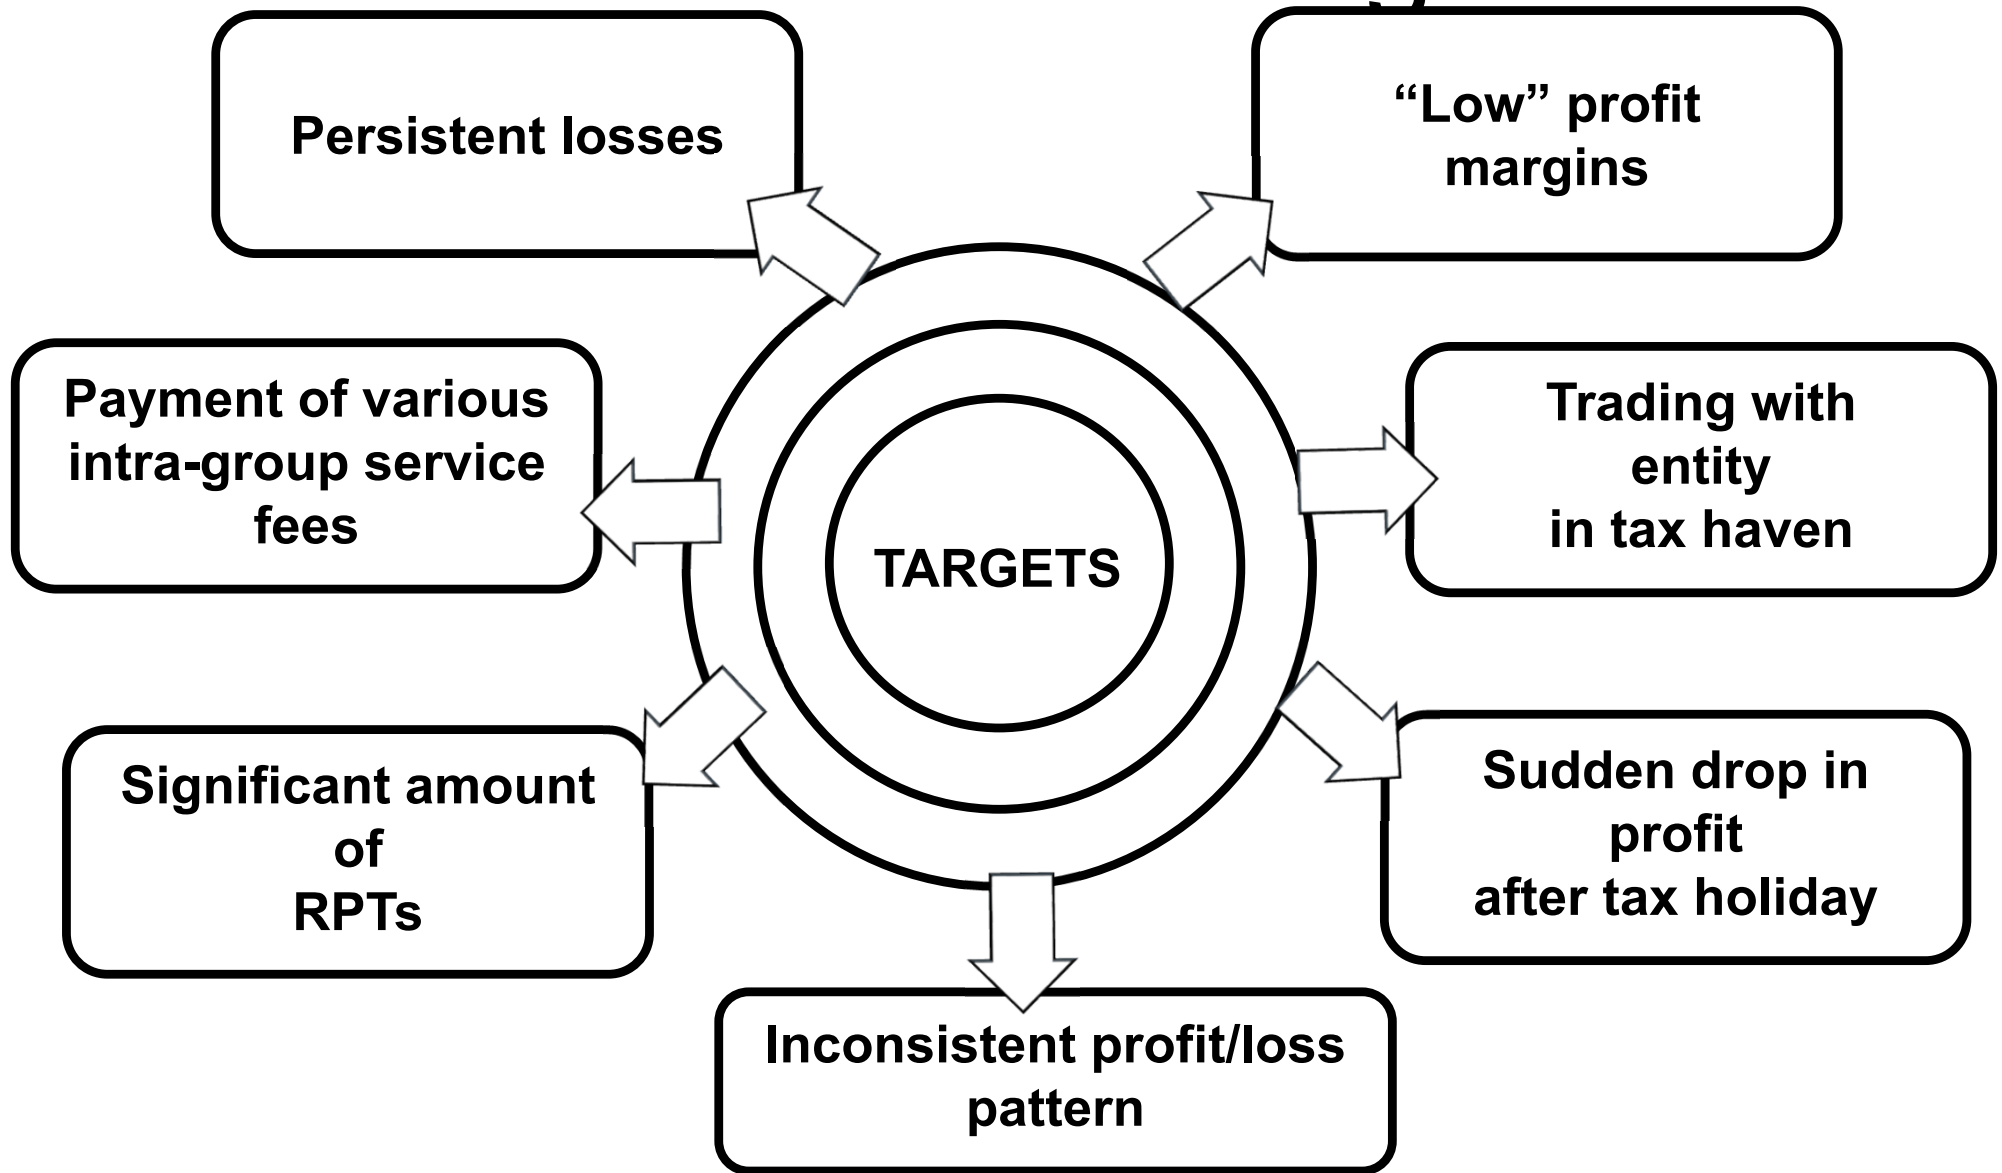 Persistent losses
“Low” profit
margins
Payment of various
intra-group service
fees
Trading with
entity
in tax haven
TARGETS
Significant amount
of
RPTs
Sudden drop in
profit
after tax holiday
Inconsistent profit/loss
pattern